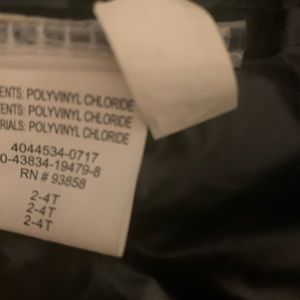 ENTS: POLYVINYL CHLORIDE
ENTS: POLYVINYL CHLORIDE
RIALS: POLYVINYL CHLORIDE
4044534-0717
0-43834-19479-8
RN # 93858
2-4T
2-4T
2-4T